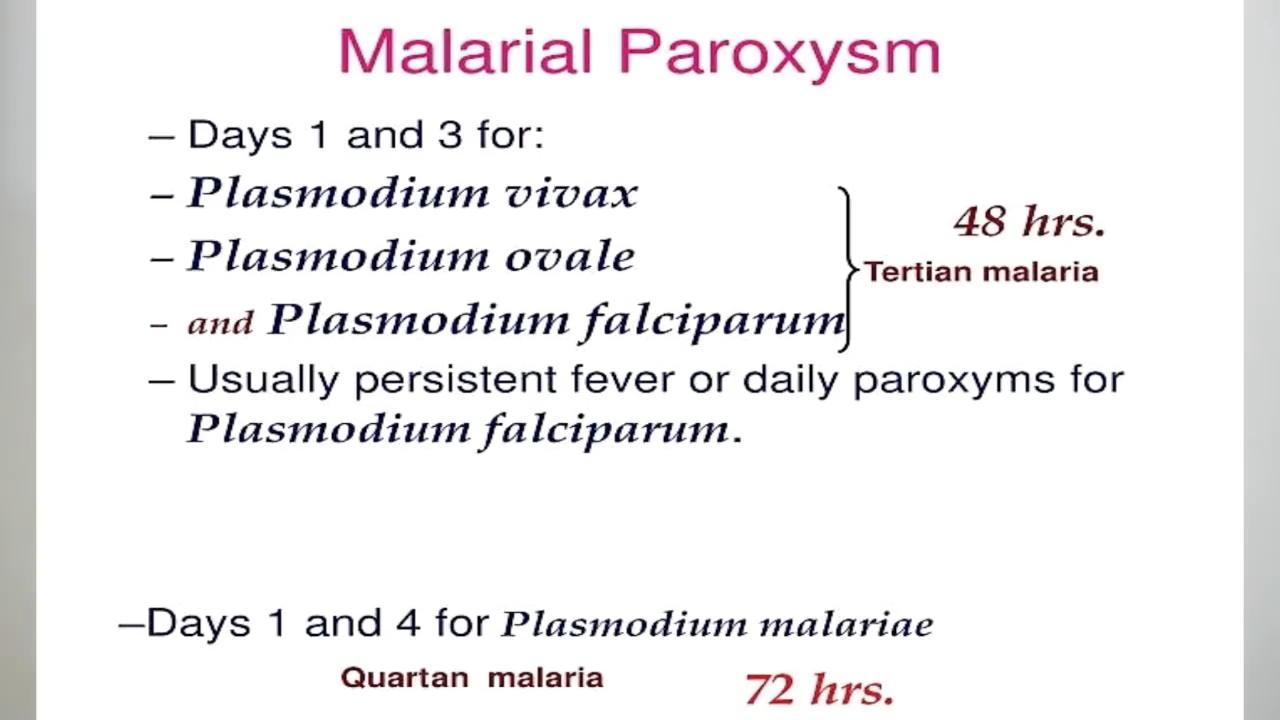 Malarial Paroxysm
– Days 1 and 3 for:
– Plasmodium vivax
48 hrs.
– Plasmodium ovale
Tertian malaria
– and Plasmodium falciparum
– Usually persistent fever or daily paroxyms for
Plasmodium falciparum.
–Days 1 and 4 for Plasmodium malariae
Quartan malaria 72 hrs.